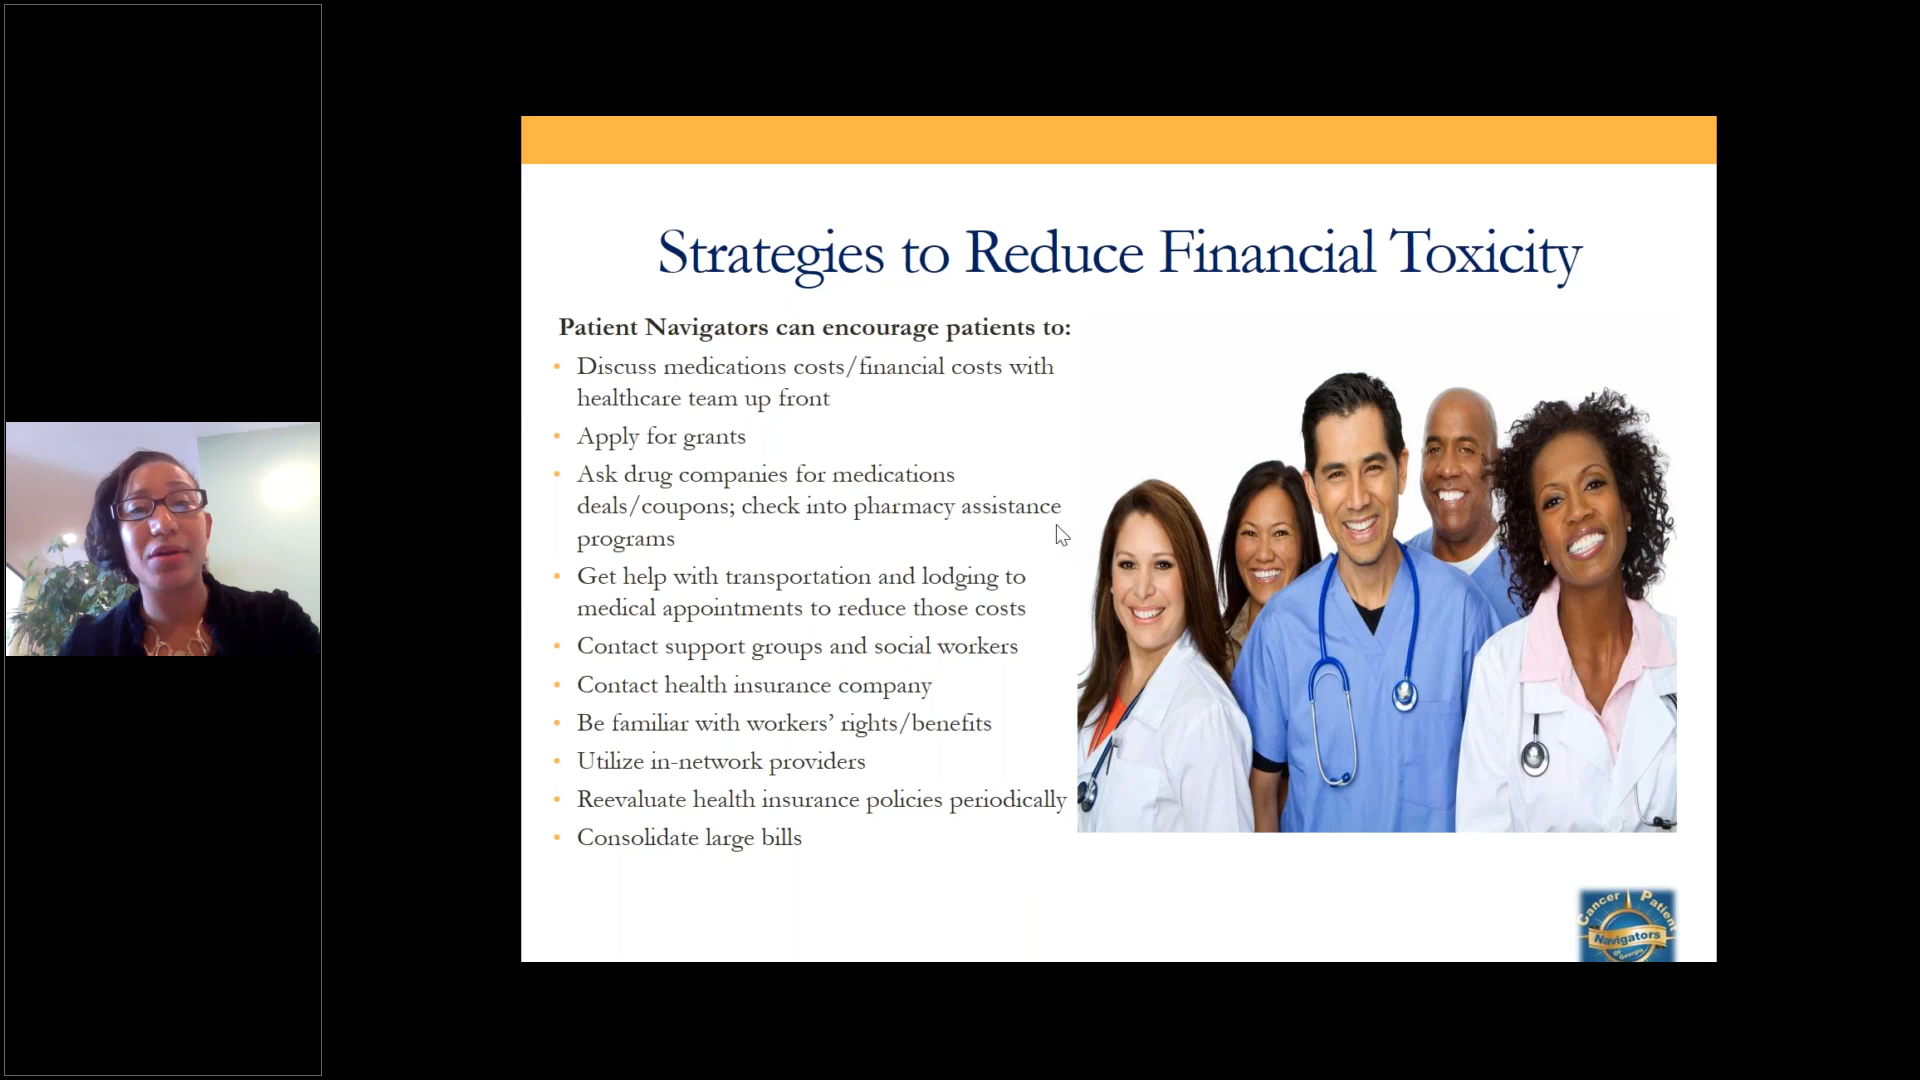 Strategies to Reduce Financial Toxicity
Patient Navigators can encourage patients to:
• Discuss medications costs/financial costs with
healthcare team up front
• Apply for grants
• Ask drug companies for medications
deals/coupons; check into pharmacy assistance
programs
• Get help with transportation and lodging to
medical appointments to reduce those costs
• Contact support groups and social workers
• Contact health insurance company
• Be familiar with workers’ rights/benefits
• Utilize in-network providers
• Reevaluate health insurance policies periodically
• Consolidate large bills
Cancer Patient
Navigators
Of
Georgia